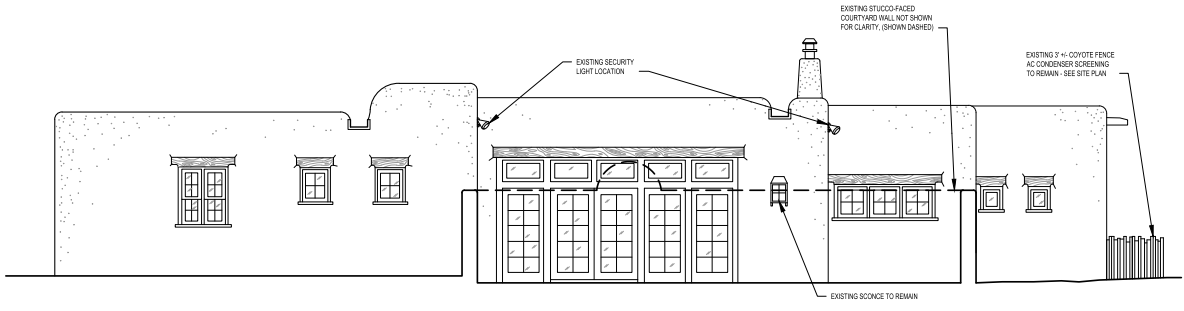 EXISTING STUCCO-FACED
COURTYARD WALL NOT SHOWN
FOR CLARITY, (SHOWN DASHED)
EXISTING SECURITY
LIGHT LOCATION
EXISTING 3' +/- COYOTE FENCE
AC CONDENSER SCREENING
TO REMAIN - SEE SITE PLAN
EXISTING SCONCE TO REMAIN